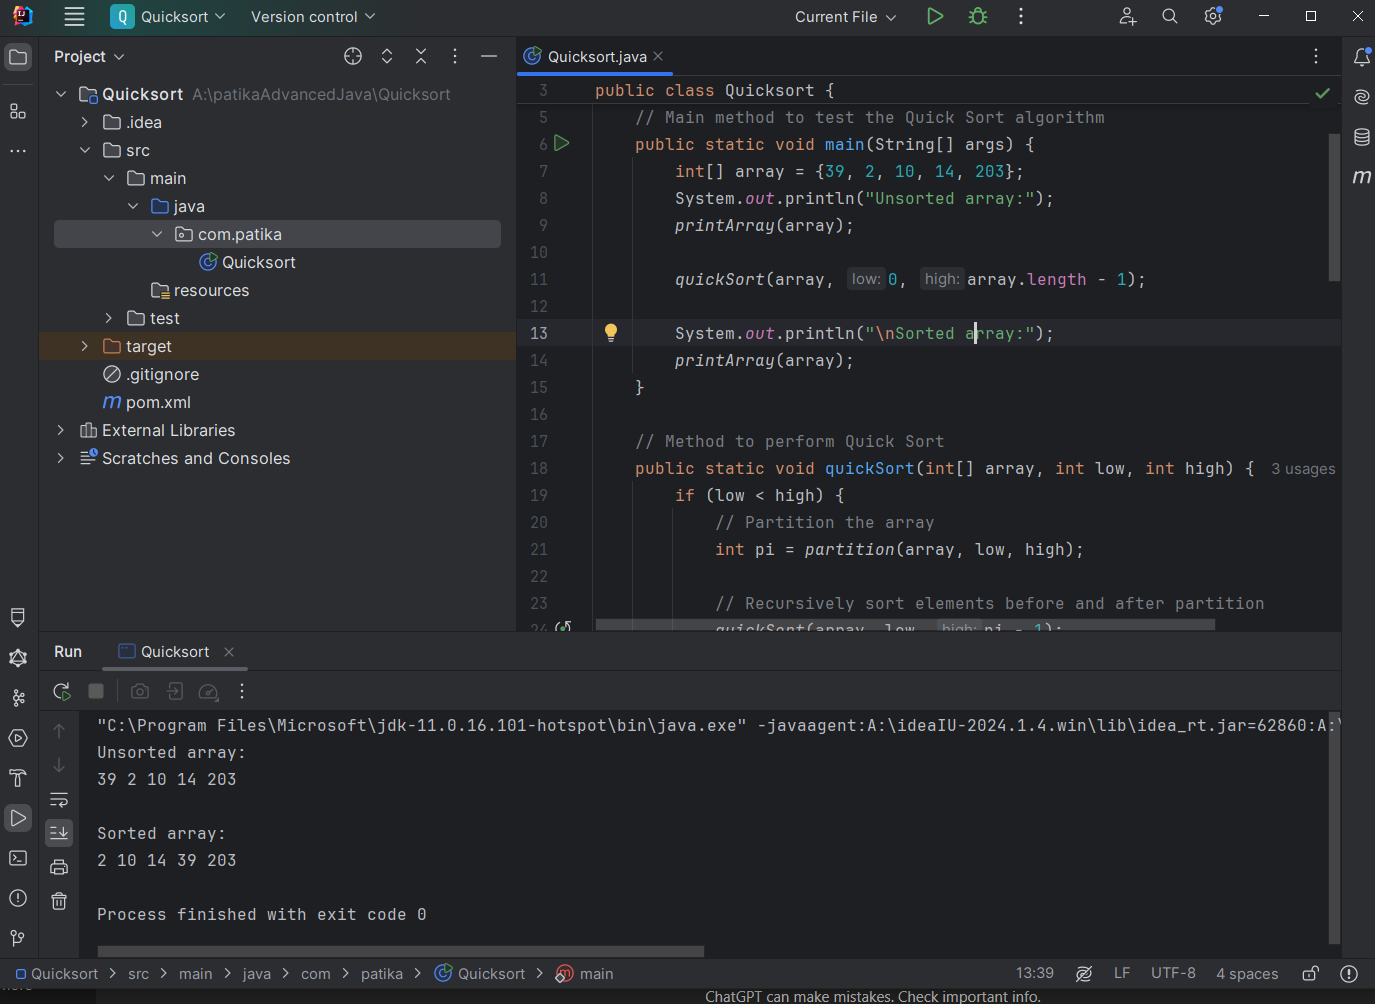 Q Quicksort Version control Current File
Project
Quicksort.java
Quicksort A:\patikaAdvancedJava\Quicksort
.idea
src
main
java
com.patika
Quicksort
resources
test
target
.gitignore
m pom.xml
External Libraries
Scratches and Consoles
3 public class Quicksort {
5 // Main method to test the Quick Sort algorithm
6 public static void main(String[] args) {
7 int[] array = {39, 2, 10, 14, 203};
8 System.out.println("Unsorted array:");
9 printArray(array);
10
11 quickSort(array, low: 0, high: array.length - 1);
12
13 System.out.println("\nSorted array:");
14 printArray(array);
15 }
16
17 // Method to perform Quick Sort
18 public static void quickSort(int[] array, int low, int high) { 3 usages
19 if (low < high) {
20 // Partition the array
21 int pi = partition(array, low, high);
22
23 // Recursively sort elements before and after partition
24 quickSort(array, low, high: pi - 1);
m
Run Quicksort
"C:\Program Files\Microsoft\jdk-11.0.16.101-hotspot\bin\java.exe" -javaagent:A:\ideaIU-2024.1.4.win\lib\idea_rt.jar=62860:A:\
Unsorted array:
39 2 10 14 203
Sorted array:
2 10 14 39 203
Process finished with exit code 0
Quicksort > src > main > java > com > patika > Quicksort > m main 13:39 LF UTF-8 4 spaces
ChatGPT can make mistakes. Check important info.